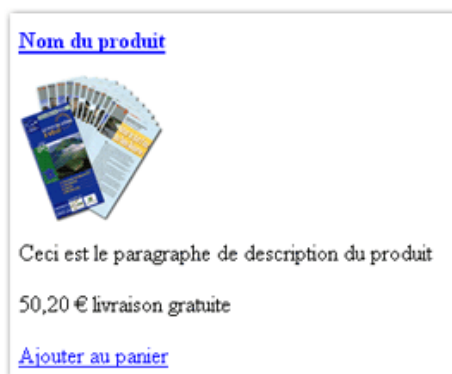 Nom du produit
Ceci est le paragraphe de description du produit
50,20 € livraison gratuite
Ajouter au panier